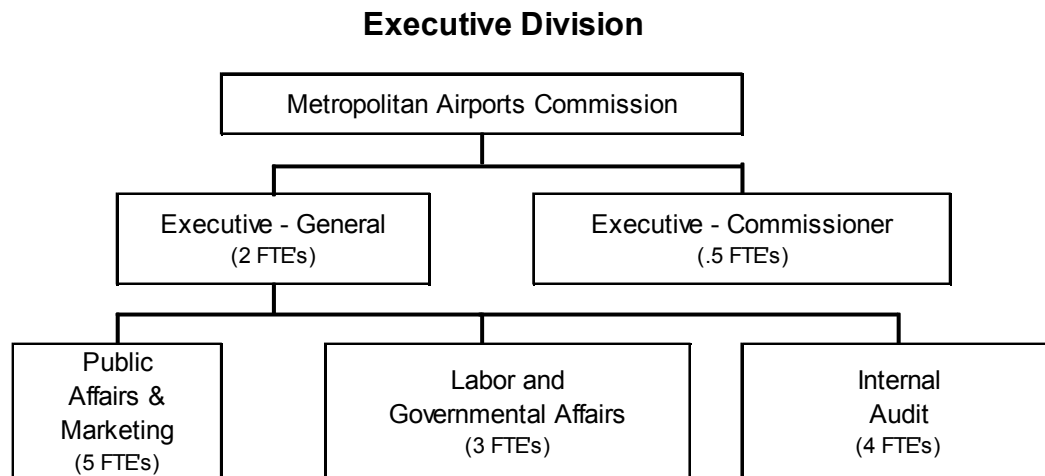 Executive Division
Metropolitan Airports Commission
Executive - General
(2 FTE's)
Executive - Commissioner
(.5 FTE's)
Public
Affairs &
Marketing
(5 FTE's)
Labor and
Governmental Affairs
(3 FTE's)
Internal
Audit
(4 FTE's)